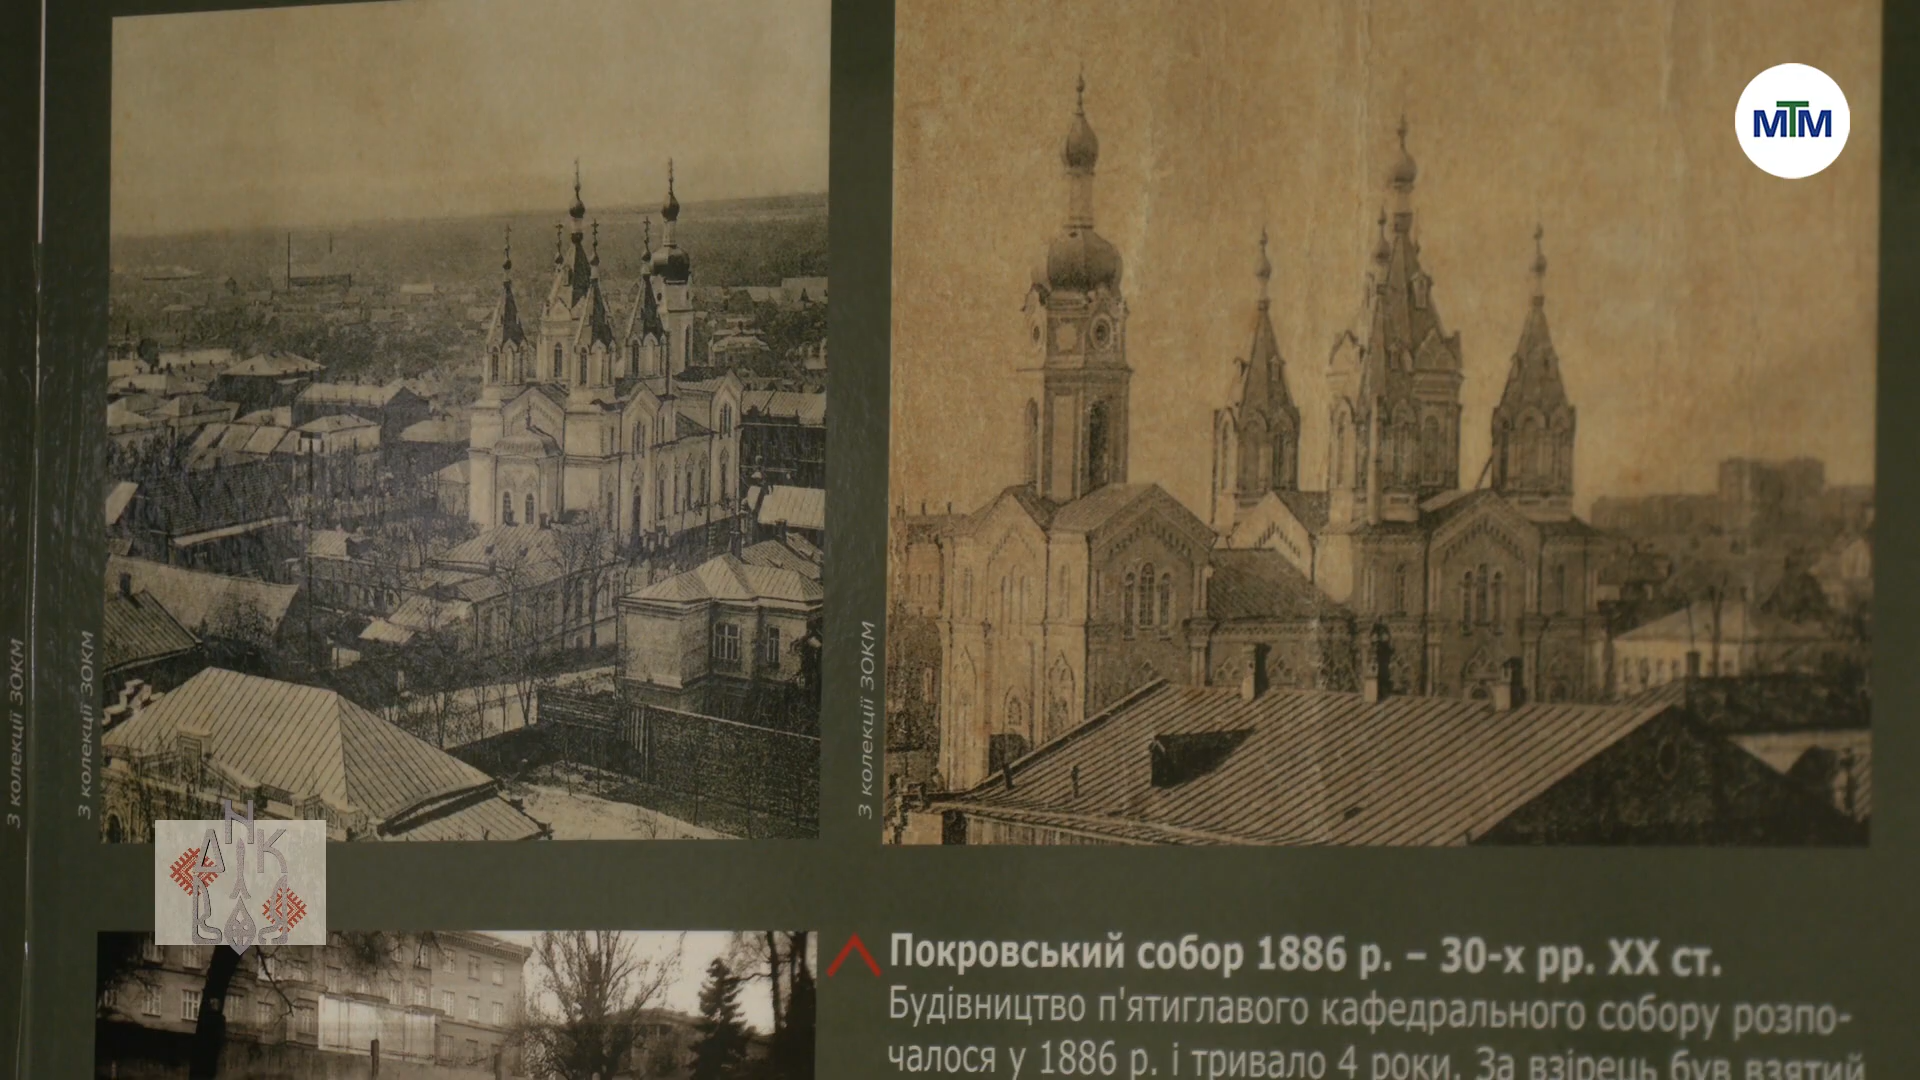 МТМ
З колекції ЗОКМ
З колекції ЗОКМ
З колекції ЗОКМ
ДНК
Покровський собор 1886 р. – 30-х рр. ХХ ст.
Будівництво п'ятиглавого кафедрального собору розпо-
чалося у 1886 р. і тривало 4 роки. За взірець був взятий